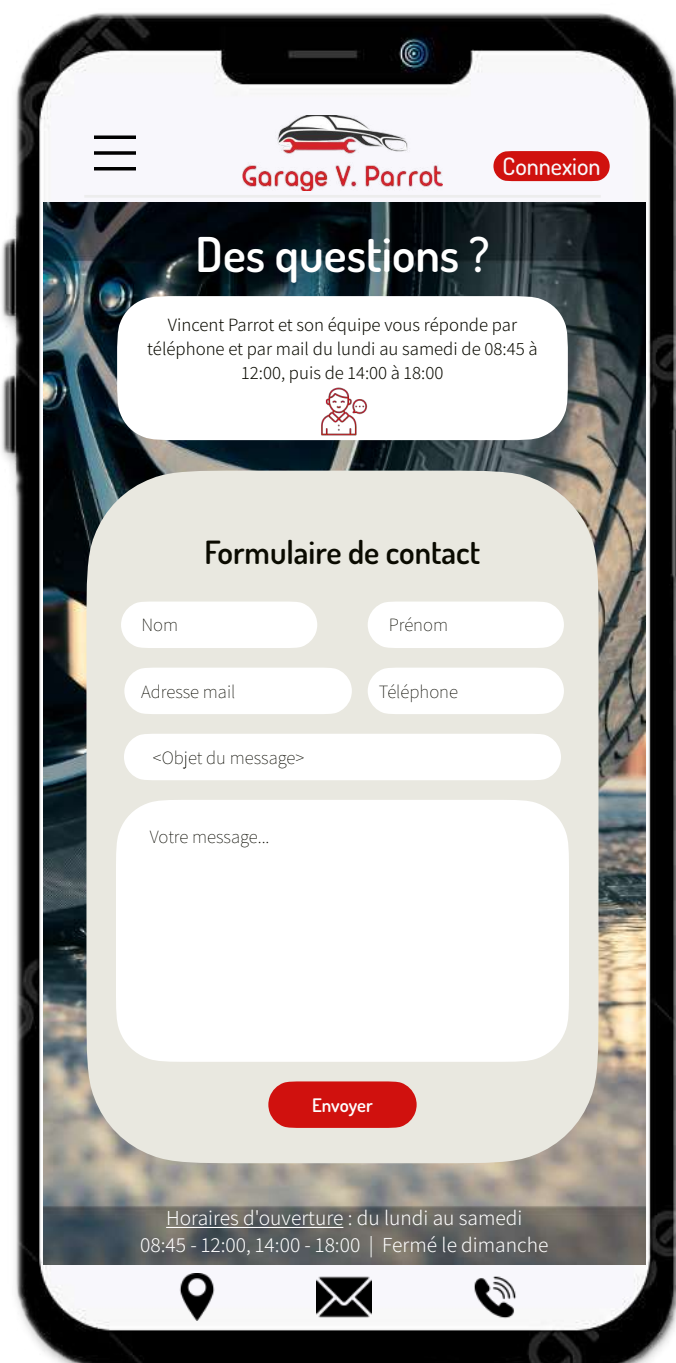 Garage V. Parrot
Connexion
Des questions ?
Vincent Parrot et son équipe vous réponde par
téléphone et par mail du lundi au samedi de 08:45 à
12:00, puis de 14:00 à 18:00
Formulaire de contact
Nom
Prénom
Adresse mail
Téléphone
<Objet du message>
Votre message...
Envoyer
Horaires d'ouverture : du lundi au samedi
08:45 - 12:00, 14:00 - 18:00 | Fermé le dimanche